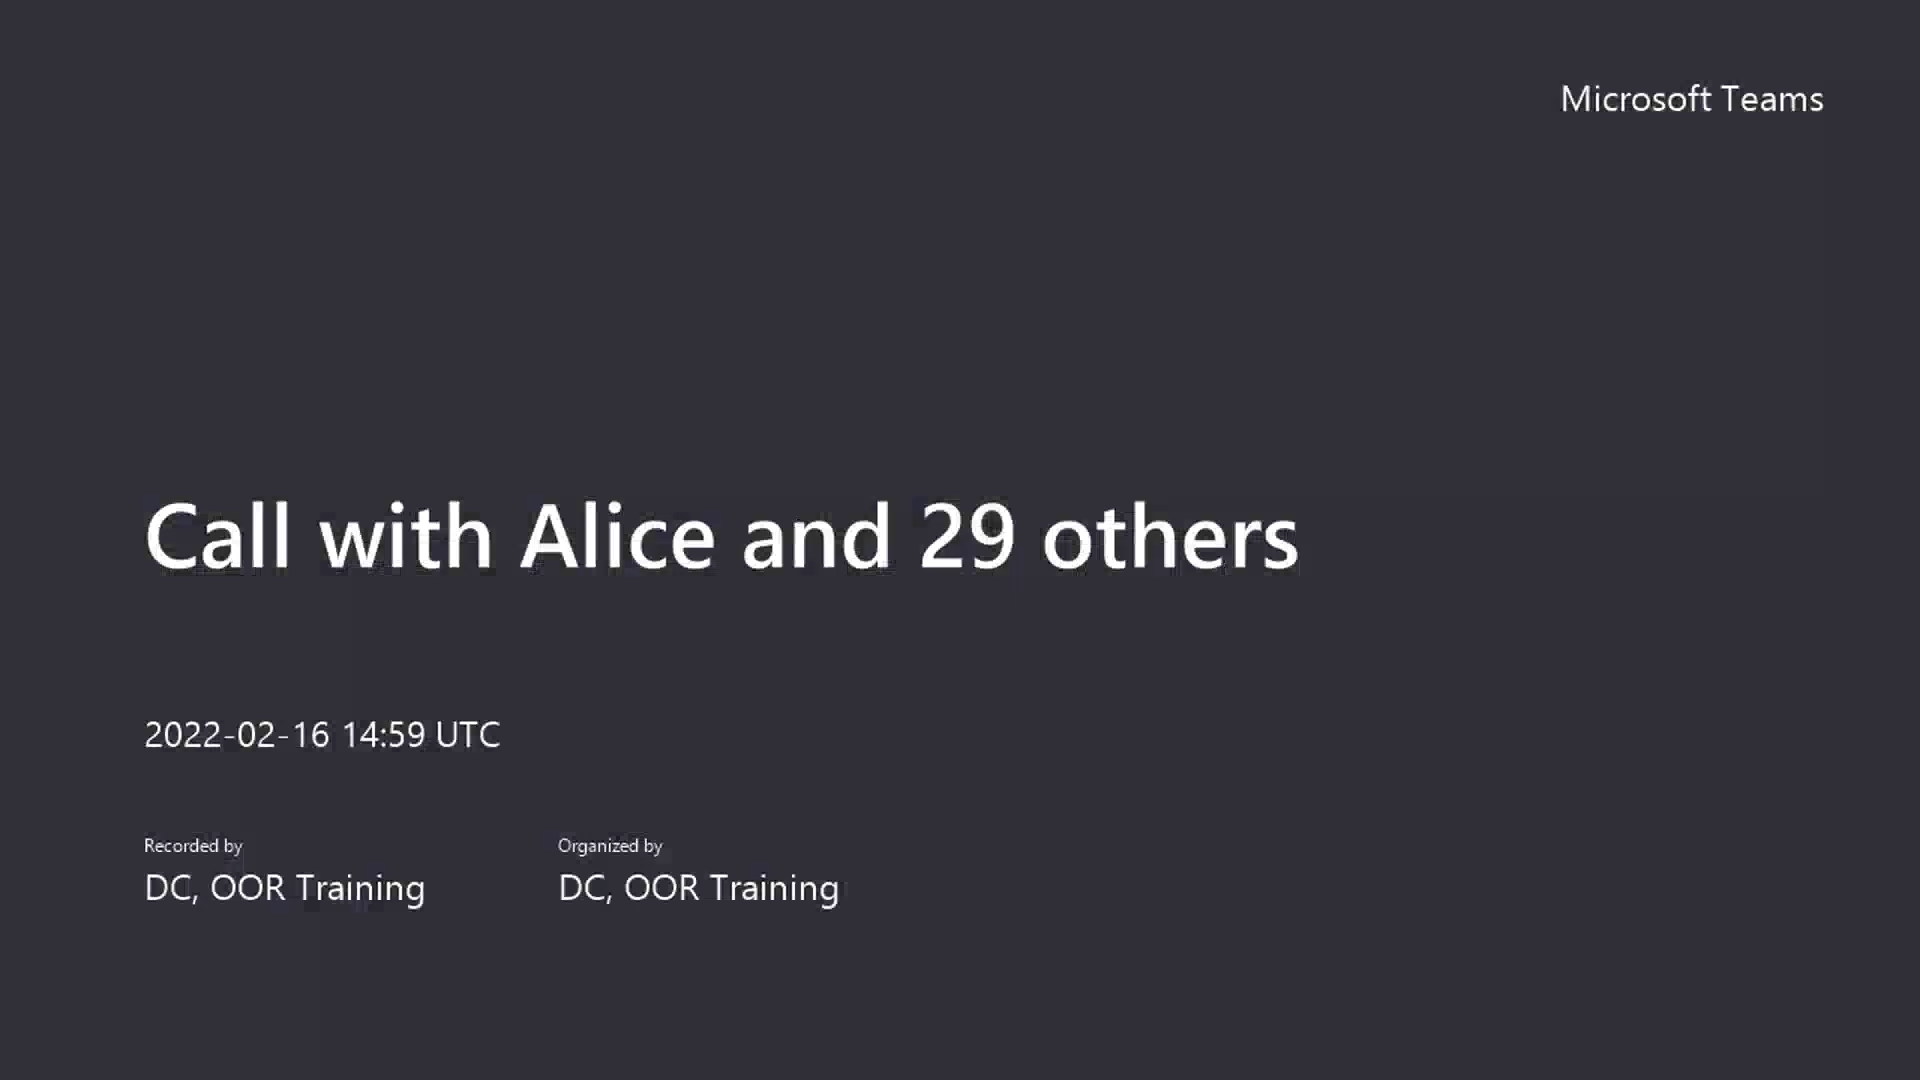 Microsoft Teams
Call with Alice and 29 others
2022-02-16 14:59 UTC
Recorded by
DC, OOR Training
Organized by
DC, OOR Training